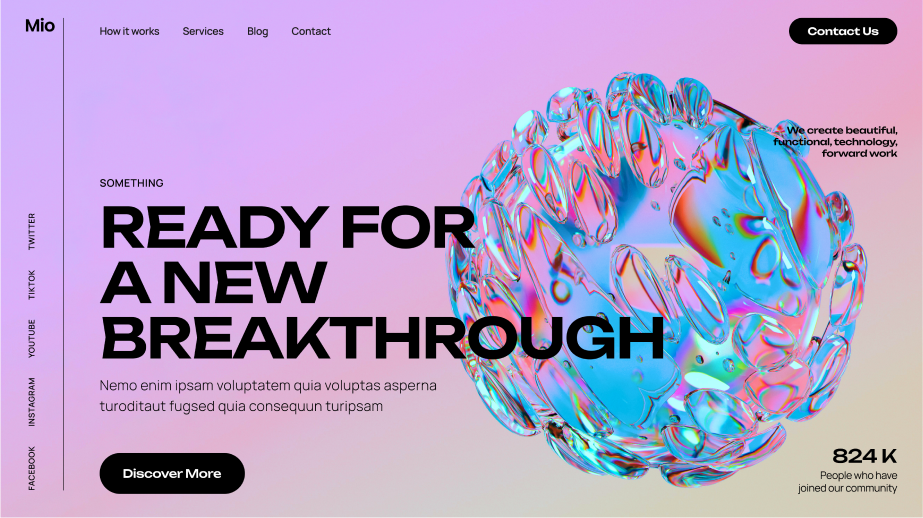 Mio
How it works
Services
Blog
Contact
Contact Us
We create beautiful,
functional, technology,
forward work
SOMETHING
READY FOR
A NEW
BREAKTHROUGH
Nemo enim ipsam voluptatem quia voluptas asperna
turoditaut fugsed quia consequun turipsam
Discover More
TWITTER
TIKTOK
YOUTUBE
INSTAGRAM
FACEBOOK
824 K
People who have
joined our community